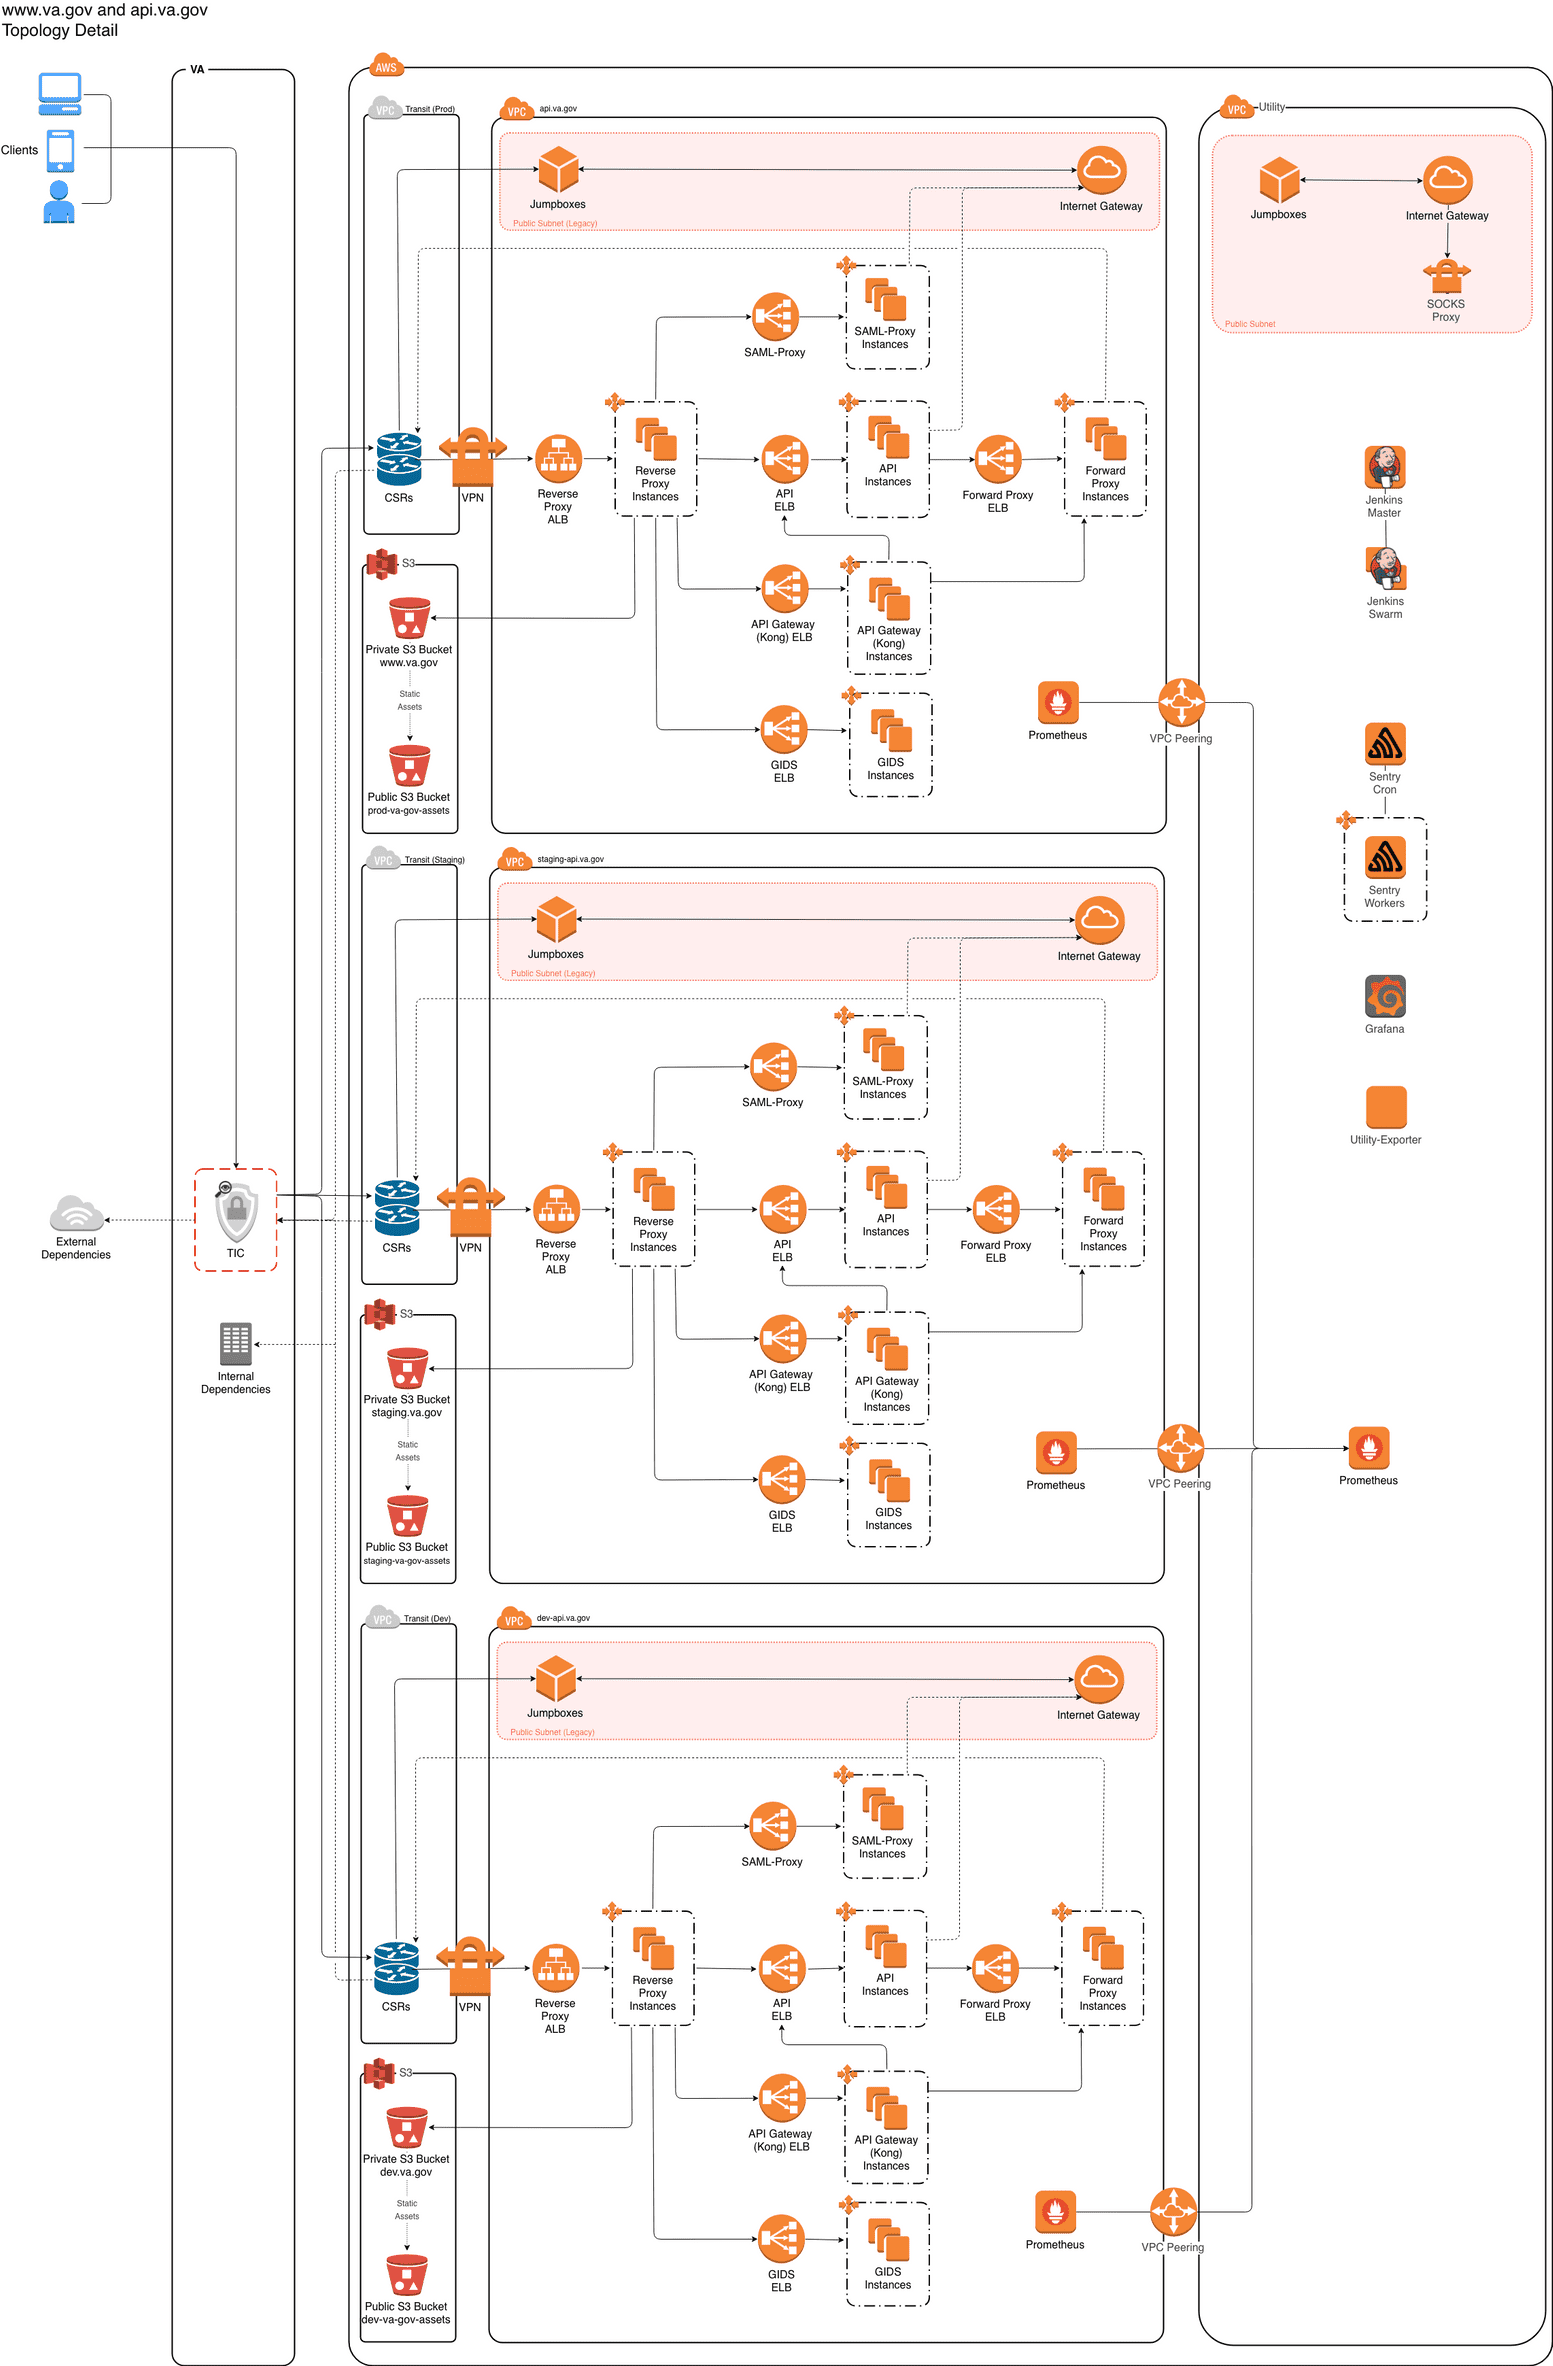 www.va.gov and api.va.gov
Topology Detail
VA
AWS
Clients
VPC
Transit (Prod)
VPC
api.va.gov
VPC
Utility
Jumpboxes
Internet Gateway
Public Subnet (Legacy)
Jumpboxes
Internet Gateway
SOCKS
Proxy
Public Subnet
SAML-Proxy
SAML-Proxy
Instances
CSRs
VPN
Reverse
Proxy
ALB
Reverse
Proxy
Instances
API
ELB
API
Instances
Forward Proxy
ELB
Forward
Proxy
Instances
Jenkins
Master
Jenkins
Swarm
S3
Private S3 Bucket
www.va.gov
Static
Assets
Public S3 Bucket
prod-va-gov-assets
API Gateway
(Kong) ELB
API Gateway
(Kong)
Instances
GIDS
ELB
GIDS
Instances
Prometheus
VPC Peering
Sentry
Cron
Sentry
Workers
Grafana
Utility-Exporter
VPC
Transit (Staging)
VPC
staging-api.va.gov
Jumpboxes
Internet Gateway
Public Subnet (Legacy)
SAML-Proxy
SAML-Proxy
Instances
External
Dependencies
TIC
Internal
Dependencies
CSRs
VPN
Reverse
Proxy
ALB
Reverse
Proxy
Instances
API
ELB
API
Instances
Forward Proxy
ELB
Forward
Proxy
Instances
S3
Private S3 Bucket
staging.va.gov
Static
Assets
Public S3 Bucket
staging-va-gov-assets
API Gateway
(Kong) ELB
API Gateway
(Kong)
Instances
GIDS
ELB
GIDS
Instances
Prometheus
VPC Peering
Prometheus
VPC
Transit (Dev)
VPC
dev-api.va.gov
Jumpboxes
Internet Gateway
Public Subnet (Legacy)
SAML-Proxy
SAML-Proxy
Instances
CSRs
VPN
Reverse
Proxy
ALB
Reverse
Proxy
Instances
API
ELB
API
Instances
Forward Proxy
ELB
Forward
Proxy
Instances
S3
Private S3 Bucket
dev.va.gov
Static
Assets
Public S3 Bucket
dev-va-gov-assets
API Gateway
(Kong) ELB
API Gateway
(Kong)
Instances
GIDS
ELB
GIDS
Instances
Prometheus
VPC Peering